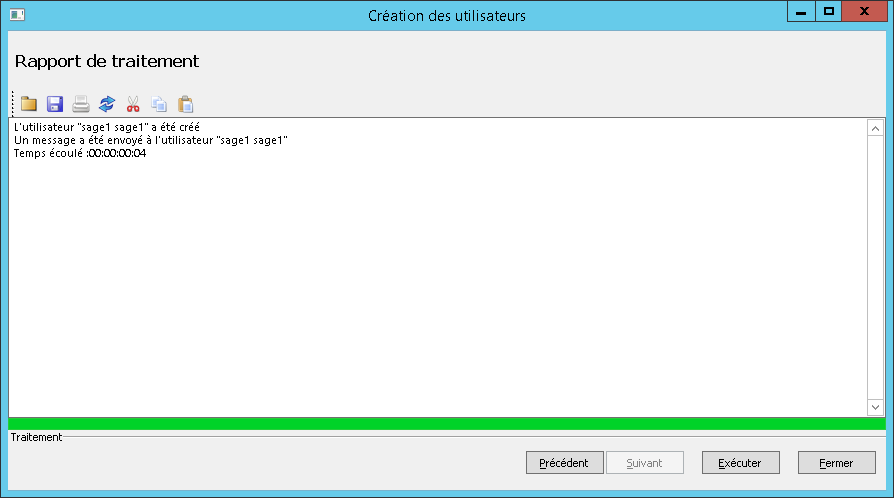 Création des utilisateurs
Rapport de traitement
L'utilisateur "sage1 sage1" a été créé
Un message a été envoyé à l'utilisateur "sage1 sage1"
Temps écoulé :00:00:00:04
Traitement
Précédent
Suivant
Exécuter
Fermer